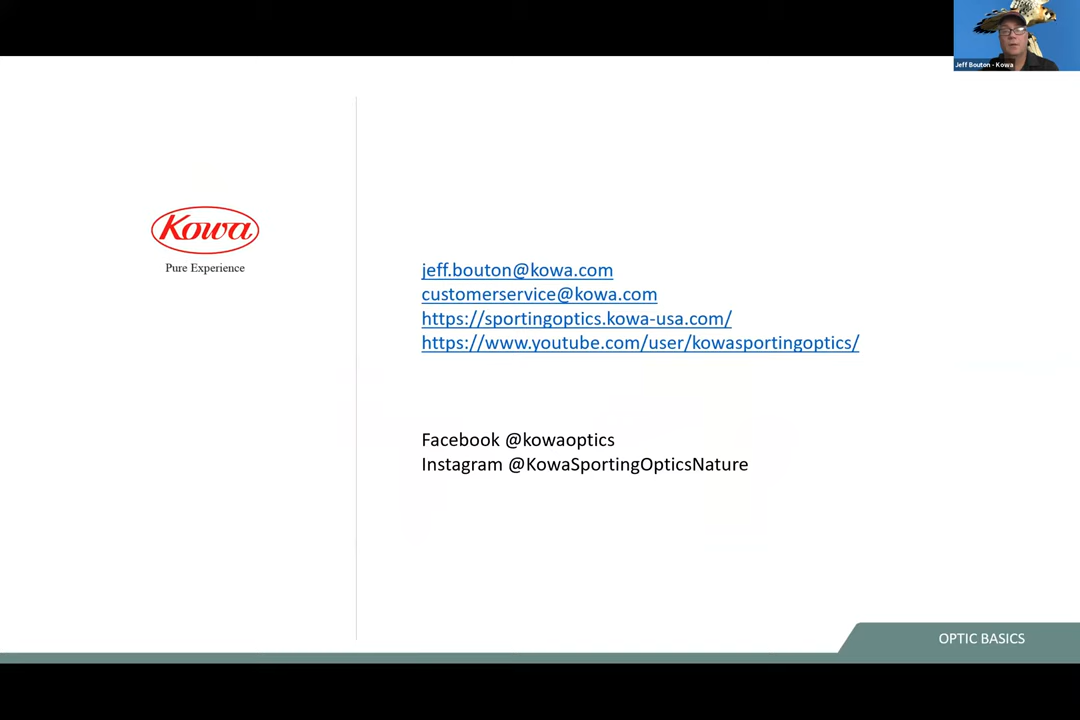 Jeff Bouton - Kowa
Kowa
Pure Experience
jeff.bouton@kowa.com
customerservice@kowa.com
https://sportingoptics.kowa-usa.com/
https://www.youtube.com/user/kowasportingoptics/
Facebook @kowaoptics
Instagram @KowaSportingOpticsNature
OPTIC BASICS